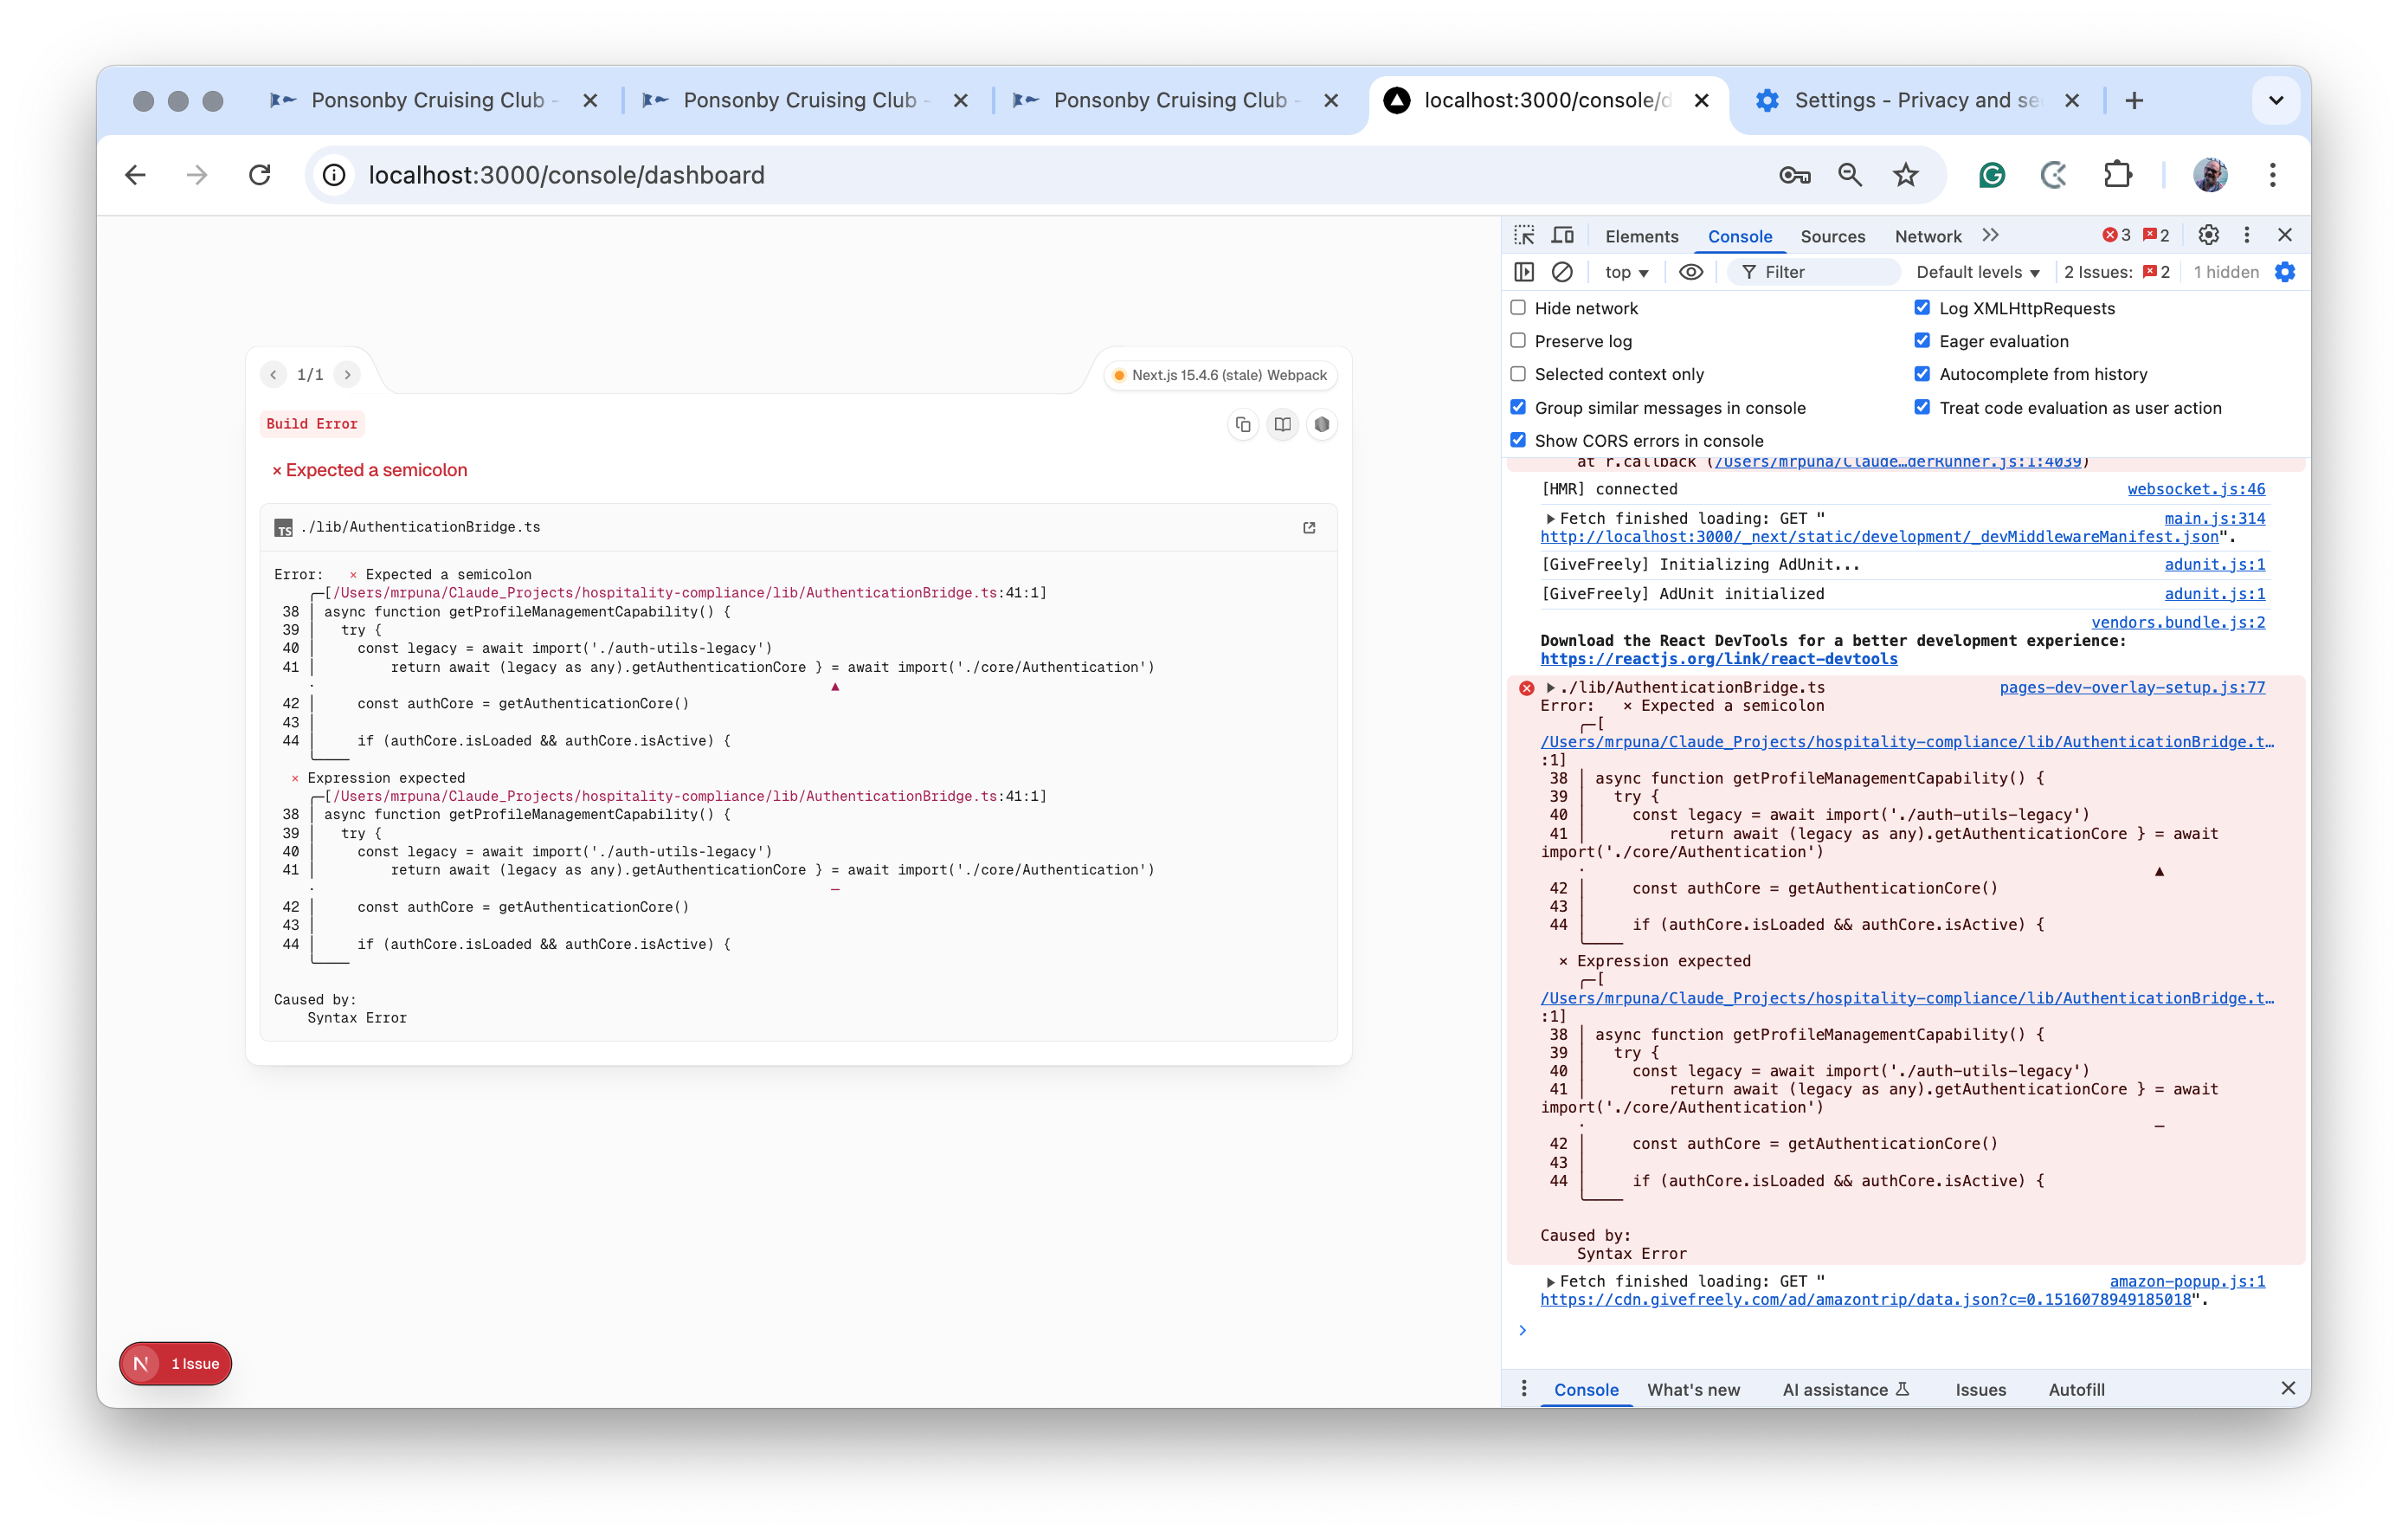 Ponsonby Cruising Club -
Ponsonby Cruising Club -
Ponsonby Cruising Club -
localhost:3000/console/d
Settings - Privacy and se
localhost:3000/console/dashboard
1/1
Next.js 15.4.6 (stale) Webpack
Build Error
× Expected a semicolon
TS ./lib/AuthenticationBridge.ts
Error:   × Expected a semicolon
╭─[/Users/mrpuna/Claude_Projects/hospitality-compliance/lib/AuthenticationBridge.ts:41:1]
38 │ async function getProfileManagementCapability() {
39 │   try {
40 │     const legacy = await import('./auth-utils-legacy')
41 │         return await (legacy as any).getAuthenticationCore } = await import('./core/Authentication')
· ▲
42 │     const authCore = getAuthenticationCore()
43 │
44 │     if (authCore.isLoaded && authCore.isActive) {
╰────
× Expression expected
╭─[/Users/mrpuna/Claude_Projects/hospitality-compliance/lib/AuthenticationBridge.ts:41:1]
38 │ async function getProfileManagementCapability() {
39 │   try {
40 │     const legacy = await import('./auth-utils-legacy')
41 │         return await (legacy as any).getAuthenticationCore } = await import('./core/Authentication')
· ─
42 │     const authCore = getAuthenticationCore()
43 │
44 │     if (authCore.isLoaded && authCore.isActive) {
╰────
Caused by:
Syntax Error
N 1 Issue
Elements Console Sources Network 3 2
top Filter Default levels 2 Issues: 2 1 hidden
Hide network Log XMLHttpRequests
Preserve log Eager evaluation
Selected context only Autocomplete from history
Group similar messages in console Treat code evaluation as user action
Show CORS errors in console
at r.callback (/Users/mrpuna/Claude…derRunner.js:1:4039)
[HMR] connected websocket.js:46
Fetch finished loading: GET " main.js:314
http://localhost:3000/_next/static/development/_devMiddlewareManifest.json".
[GiveFreely] Initializing AdUnit... adunit.js:1
[GiveFreely] AdUnit initialized adunit.js:1
vendors.bundle.js:2
Download the React DevTools for a better development experience:
https://reactjs.org/link/react-devtools
./lib/AuthenticationBridge.ts pages-dev-overlay-setup.js:77
Error:   × Expected a semicolon
╭─[
/Users/mrpuna/Claude_Projects/hospitality-compliance/lib/AuthenticationBridge.t…
:1]
38 │ async function getProfileManagementCapability() {
39 │   try {
40 │     const legacy = await import('./auth-utils-legacy')
41 │         return await (legacy as any).getAuthenticationCore } = await
import('./core/Authentication')
· ▲
42 │     const authCore = getAuthenticationCore()
43 │
44 │     if (authCore.isLoaded && authCore.isActive) {
╰────
× Expression expected
╭─[
/Users/mrpuna/Claude_Projects/hospitality-compliance/lib/AuthenticationBridge.t…
:1]
38 │ async function getProfileManagementCapability() {
39 │   try {
40 │     const legacy = await import('./auth-utils-legacy')
41 │         return await (legacy as any).getAuthenticationCore } = await
import('./core/Authentication')
· ─
42 │     const authCore = getAuthenticationCore()
43 │
44 │     if (authCore.isLoaded && authCore.isActive) {
╰────
Caused by:
Syntax Error
Fetch finished loading: GET " amazon-popup.js:1
https://cdn.givefreely.com/ad/amazontrip/data.json?c=0.1516078949185018".
Console What's new AI assistance Issues Autofill